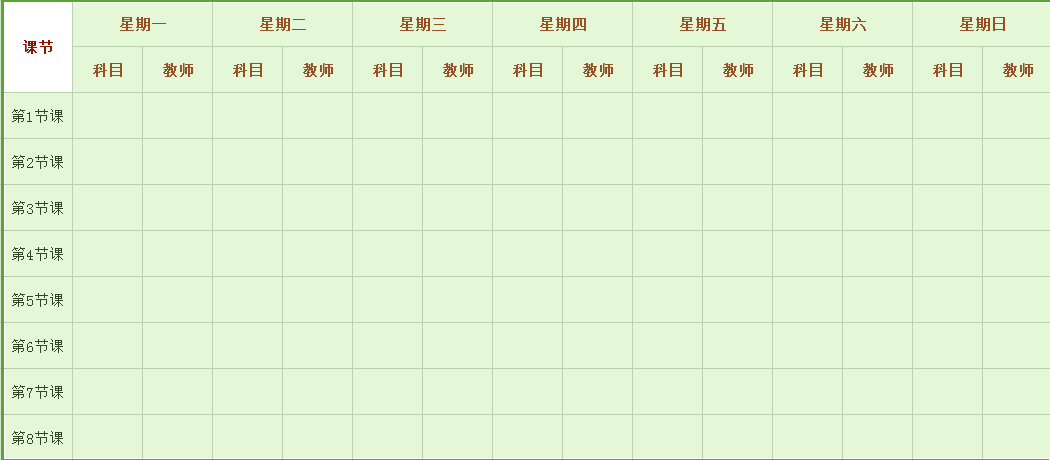 课节 星期一 星期二 星期三 星期四 星期五 星期六 星期日
科目 教师 科目 教师 科目 教师 科目 教师 科目 教师 科目 教师 科目 教师
第1节课
第2节课
第3节课
第4节课
第5节课
第6节课
第7节课
第8节课